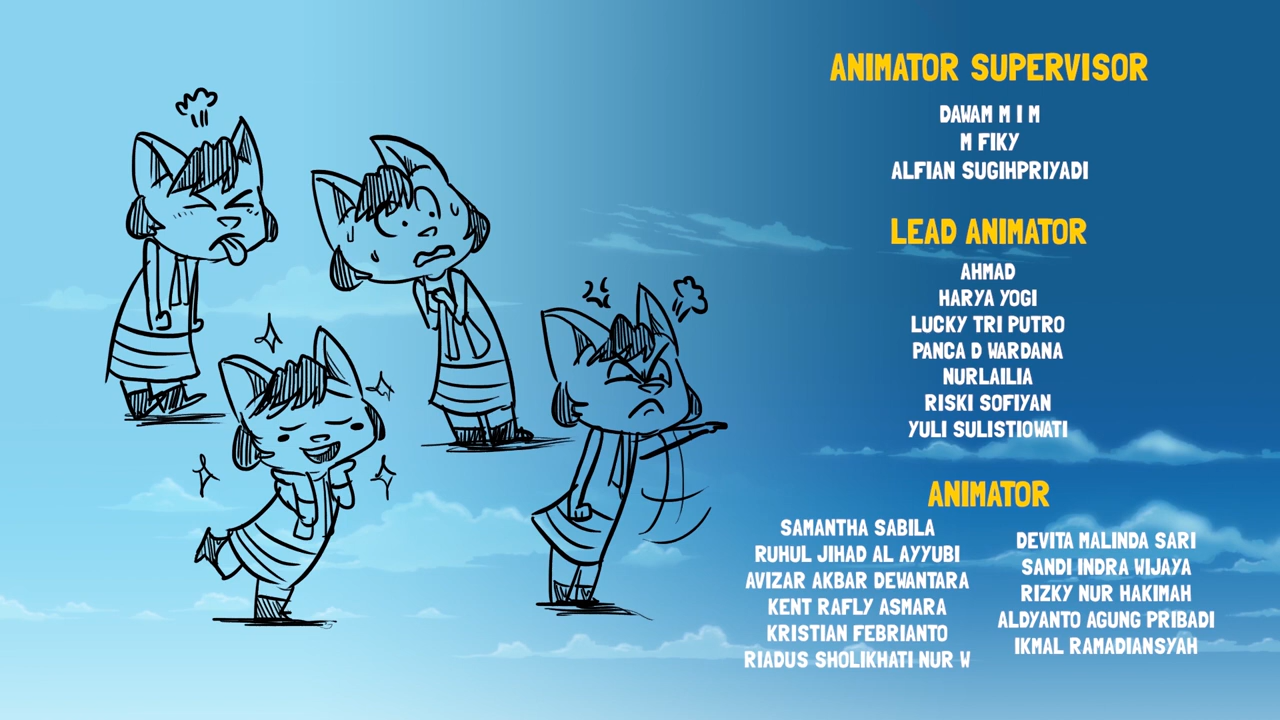 ANIMATOR SUPERVISOR
DAWAM M I M
M FIKY
ALFIAN SUGIHPRIYADI
LEAD ANIMATOR
AHMAD
HARYA YOGI
LUCKY TRI PUTRO
PANCA D WARDANA
NURLAILIA
RISKI SOFIYAN
YULI SULISTIOWATI
ANIMATOR
SAMANTHA SABILA
RUHUL JIHAD AL AYYUBI
AVIZAR AKBAR DEWANTARA
KENT RAFLY ASMARA
KRISTIAN FEBRIANTO
RIADUS SHOLIKHATI NUR W
DEVITA MALINDA SARI
SANDI INDRA WIJAYA
RIZKY NUR HAKIMAH
ALDYANTO AGUNG PRIBADI
IKMAL RAMADIANSYAH